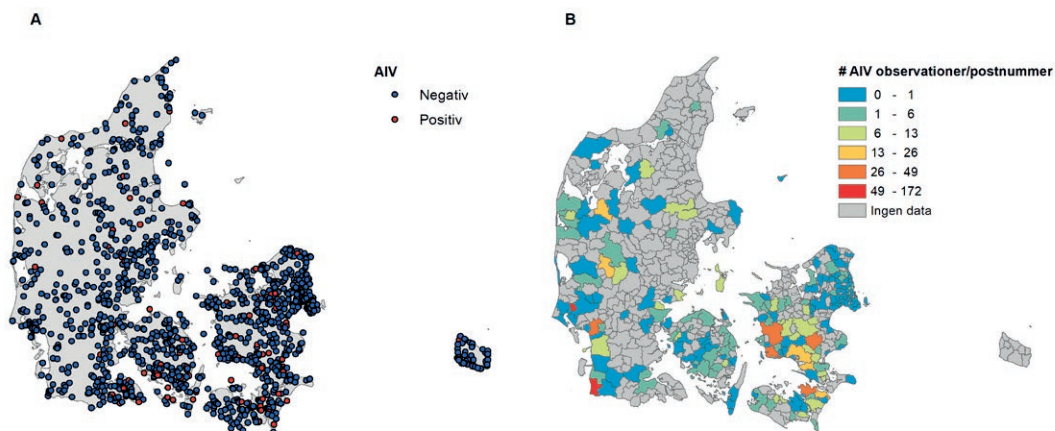 A
AIV
Negativ
Positiv
B
# AIV observationer/postnummer
0 - 1
1 - 6
6 - 13
13 - 26
26 - 49
49 - 172
Ingen data